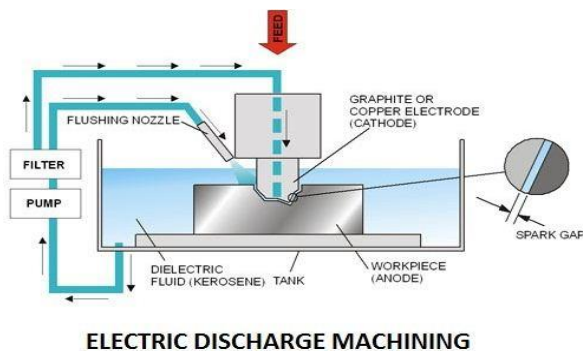 FEED
GRAPHITE OR
COPPER ELECTRODE
(CATHODE)
FLUSHING NOZZLE
FILTER
PUMP
SPARK GAP
DIELECTRIC
FLUID (KEROSENE)
TANK
WORKPIECE
(ANODE)
ELECTRIC DISCHARGE MACHINING